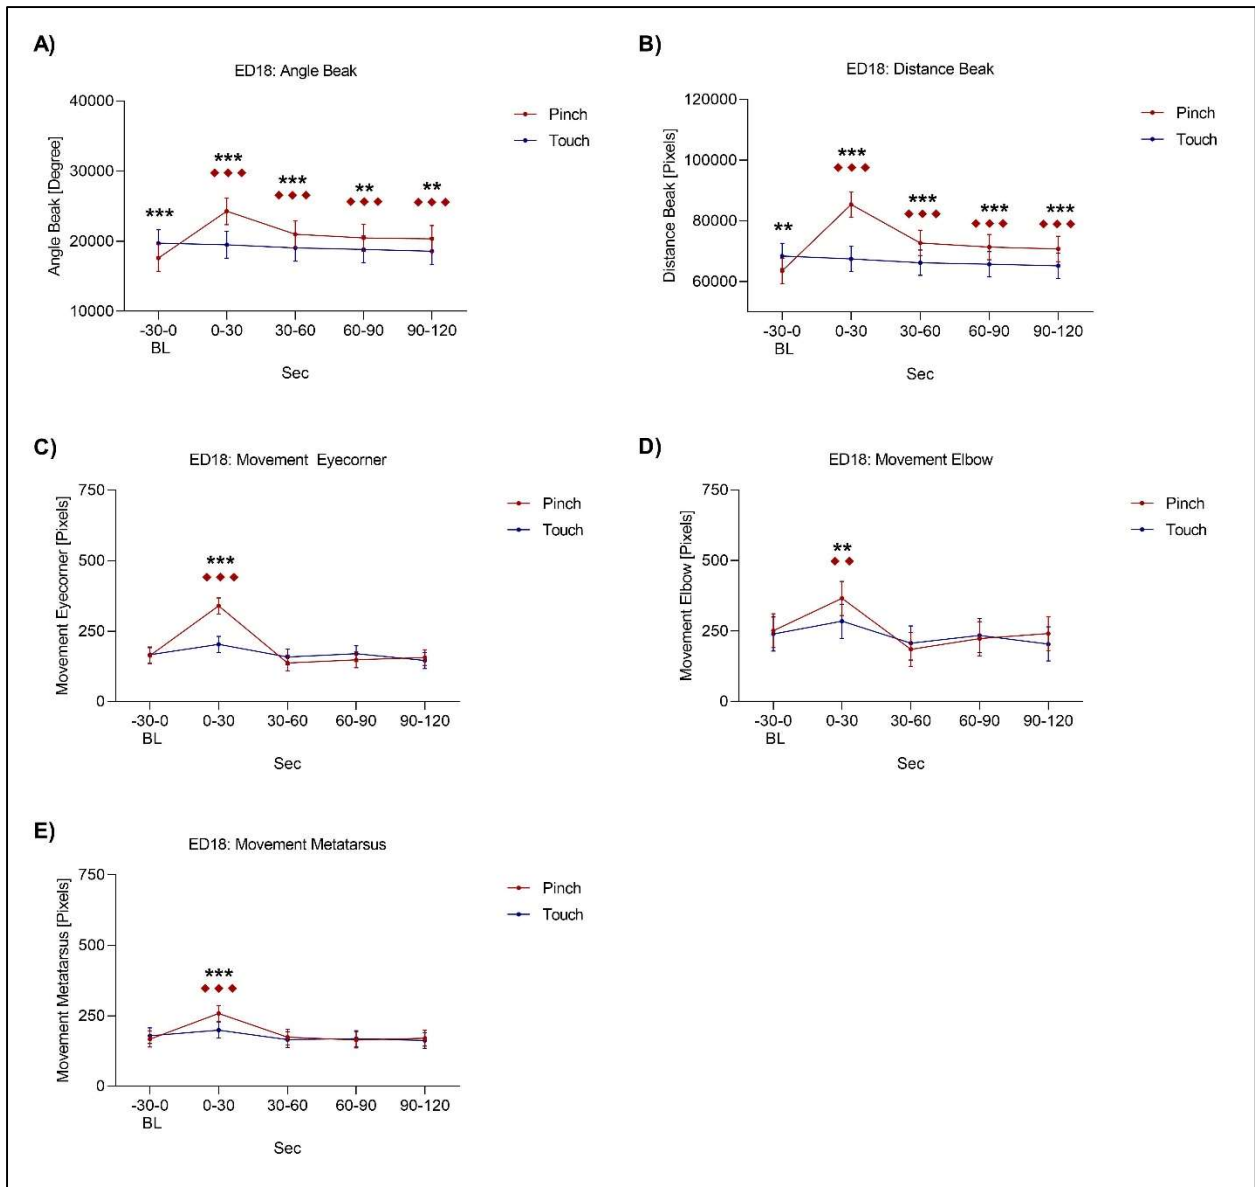 A)
ED18: Angle Beak
Angle Beak [Degree]
40000
30000
20000
10000
***
***
***
**
**
-30-0 0-30 30-60 60-90 90-120
BL
Sec
Pinch
Touch
B)
ED18: Distance Beak
Distance Beak [Pixels]
120000
100000
80000
60000
**
***
***
***
***
-30-0 0-30 30-60 60-90 90-120
BL
Sec
Pinch
Touch
C)
ED18: Movement Eyecorner
Movement Eyecorner [Pixels]
750
500
250
0
***
-30-0 0-30 30-60 60-90 90-120
BL
Sec
Pinch
Touch
D)
ED18: Movement Elbow
Movement Elbow [Pixels]
750
500
250
0
**
-30-0 0-30 30-60 60-90 90-120
BL
Sec
Pinch
Touch
E)
ED18: Movement Metatarsus
Movement Metatarsus [Pixels]
750
500
250
0
***
-30-0 0-30 30-60 60-90 90-120
BL
Sec
Pinch
Touch